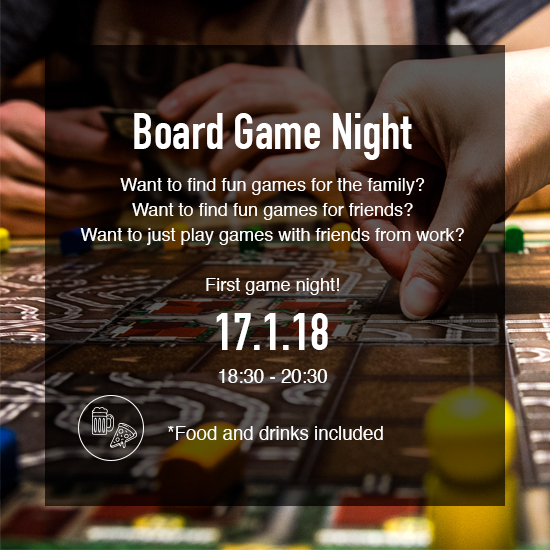 Board Game Night
Want to find fun games for the family?
Want to find fun games for friends?
Want to just play games with friends from work?
First game night!
17.1.18
18:30 - 20:30
*Food and drinks included